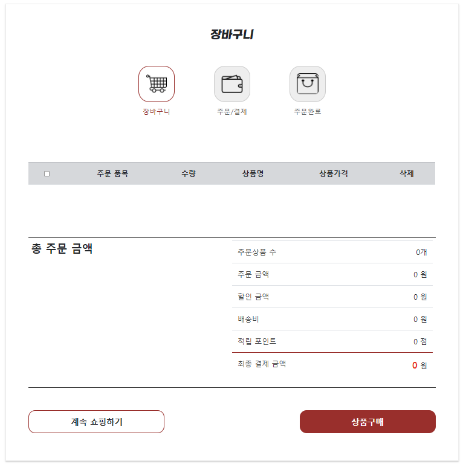 장바구니
장바구니 주문/결제 주문완료
주문 품목 수량 상품명 상품가격 삭제
총 주문 금액
주문상품 수 0개
주문 금액 0 원
할인 금액 0 원
배송비 0 원
적립 포인트 0 점
최종 결제 금액 0 원
계속 쇼핑하기 상품구매